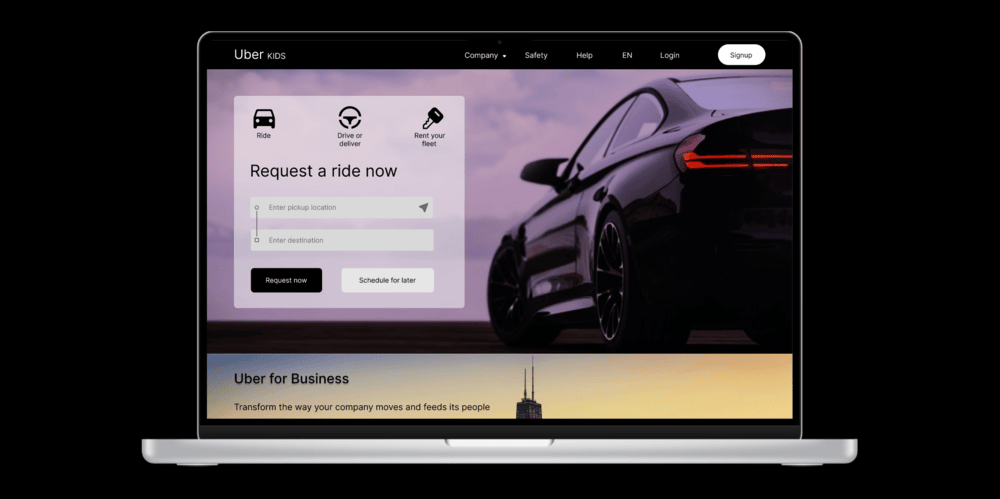 Uber KIDS
Company
Safety
Help
EN
Login
Signup
Ride
Drive or
deliver
Rent your
fleet
Request a ride now
Enter pickup location
Enter destination
Request now
Schedule for later
Uber for Business
Transform the way your company moves and feeds its people